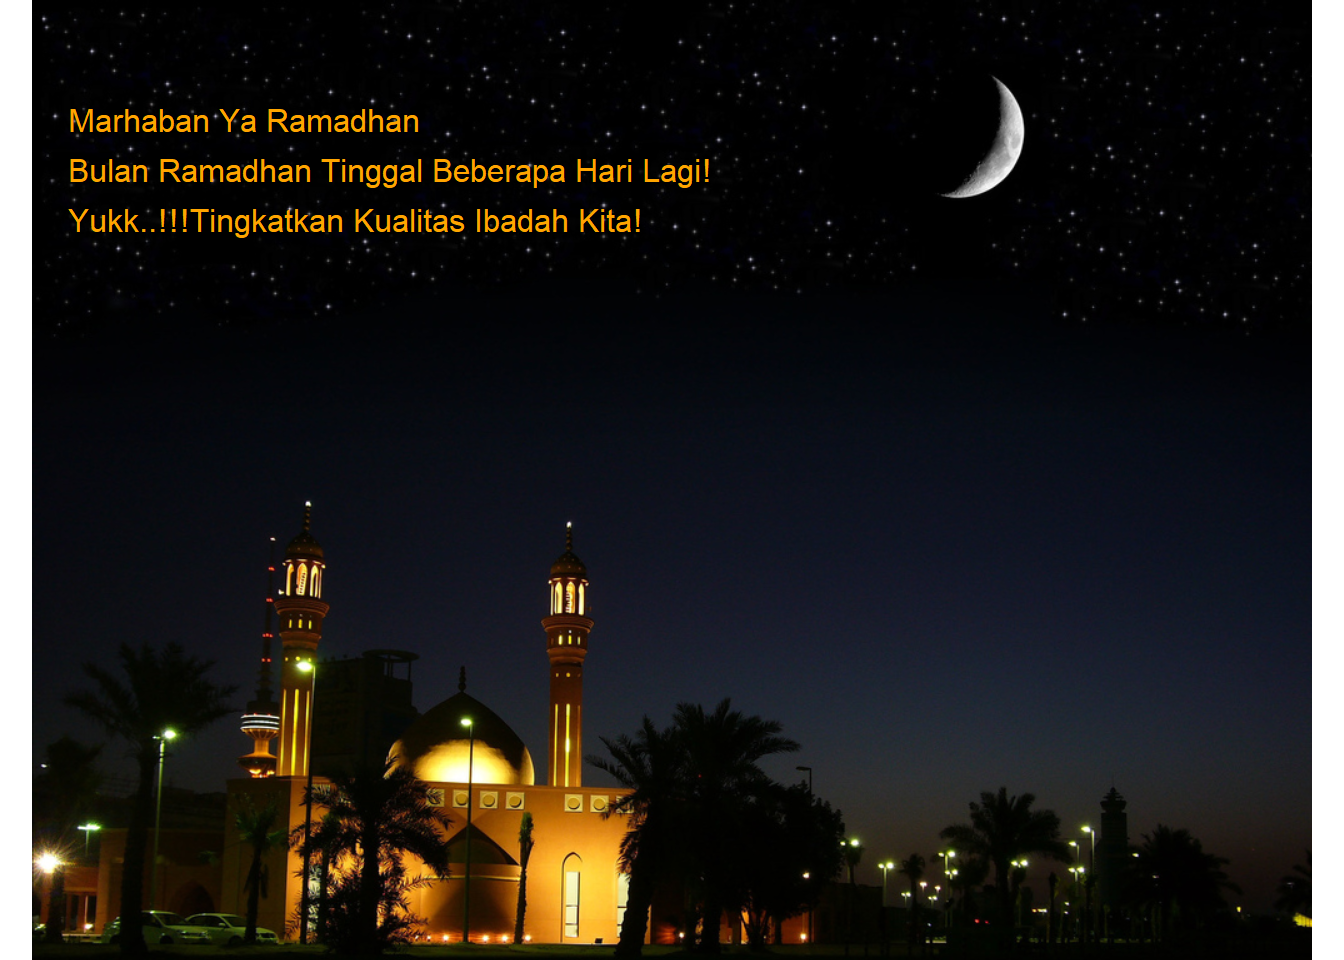 Marhaban Ya Ramadhan
Bulan Ramadhan Tinggal Beberapa Hari Lagi!
Yukk..!!!Tingkatkan Kualitas Ibadah Kita!